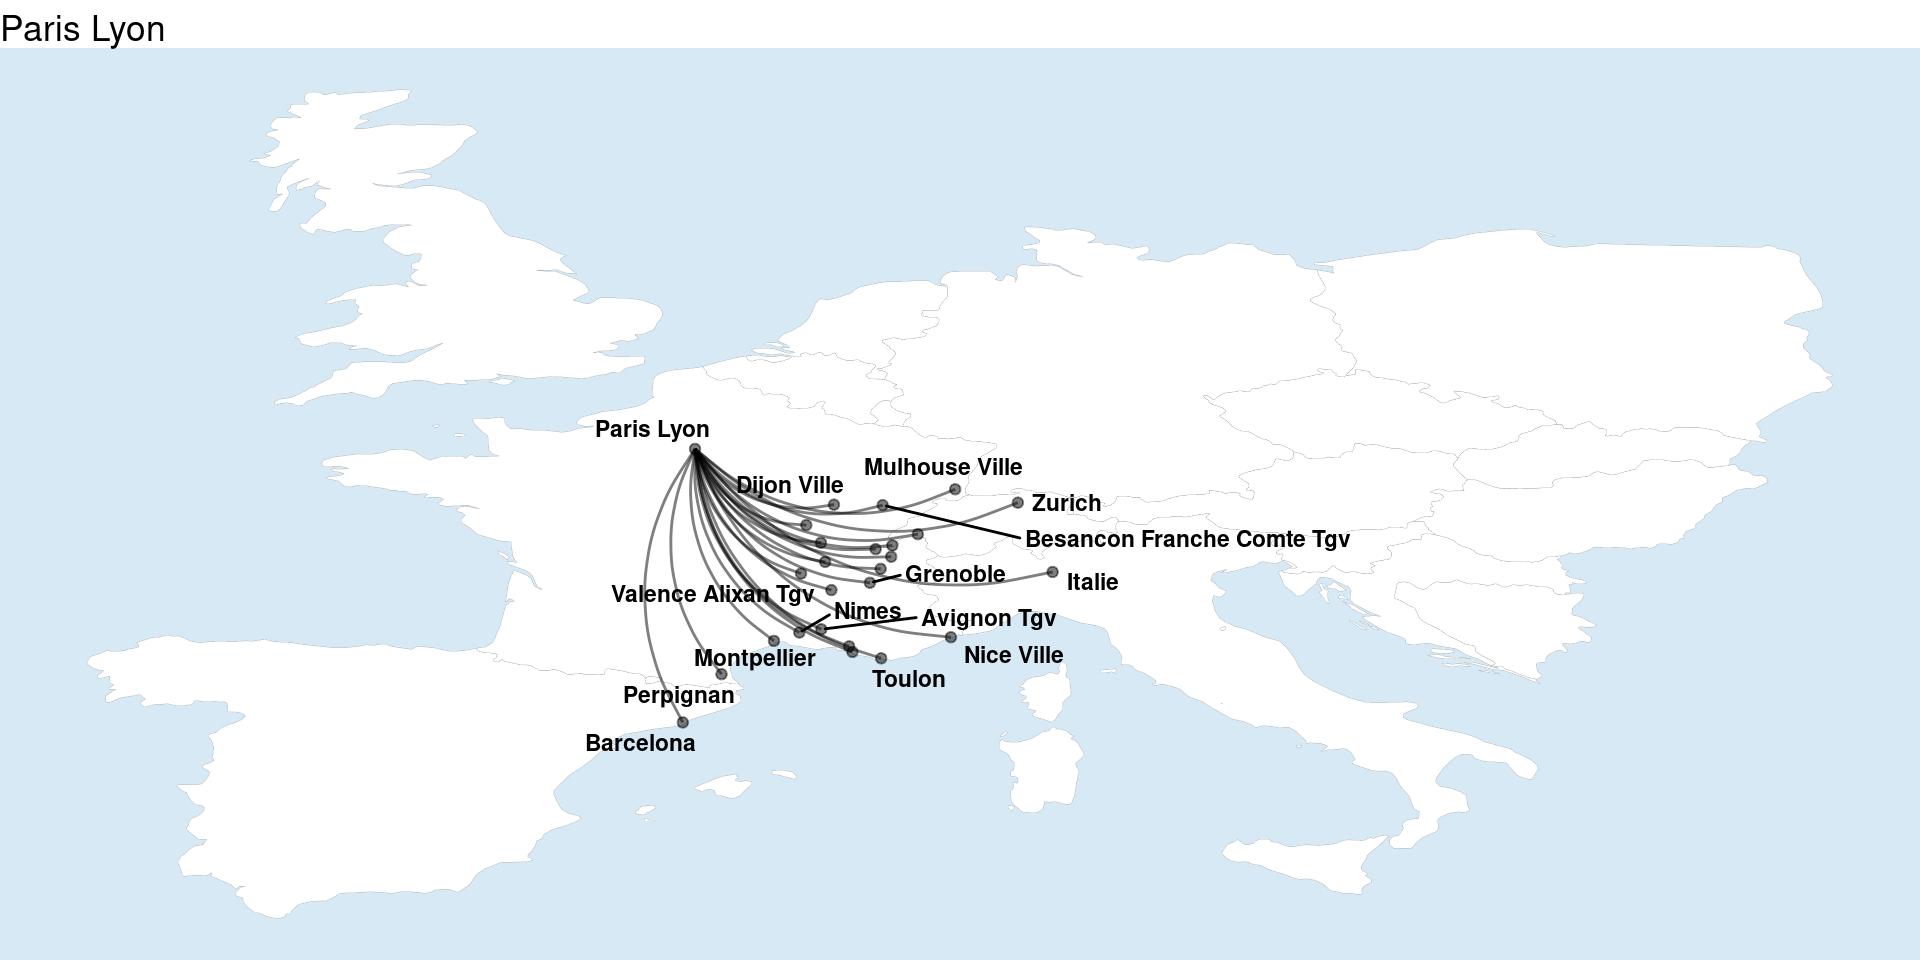 Paris Lyon
Paris Lyon
Mulhouse Ville
Dijon Ville
Zurich
Besancon Franche Comte Tgv
Grenoble
Italie
Valence Alixan Tgv
Nimes
Avignon Tgv
Nice Ville
Montpellier
Toulon
Perpignan
Barcelona